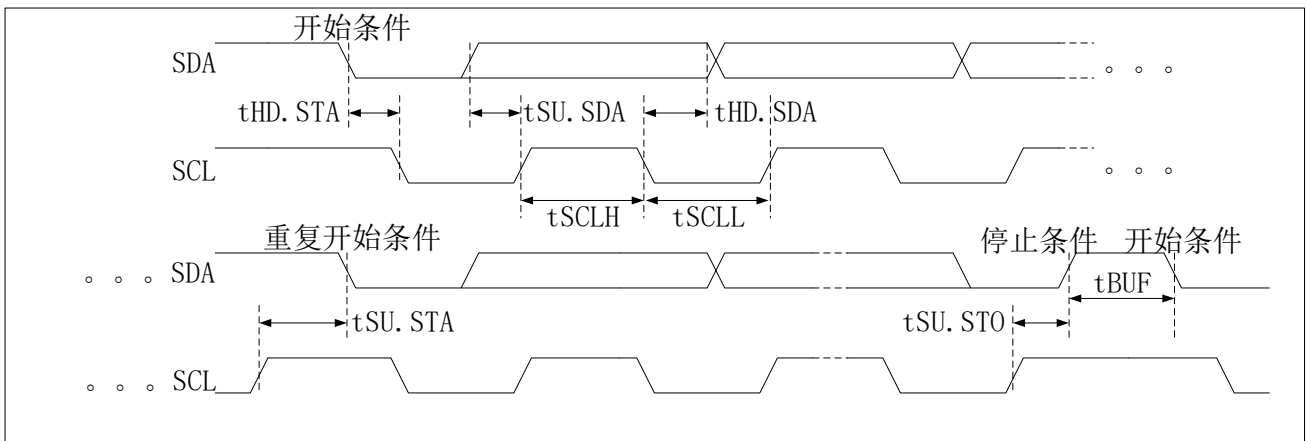 开始条件
SDA 。 。 。
tHD.STA tSU.SDA tHD.SDA
SCL 。 。 。
tSCLH tSCLL
重复开始条件 停止条件 开始条件
。 。 。 SDA tBUF
tSU.STA tSU.STO
。 。 。 SCL